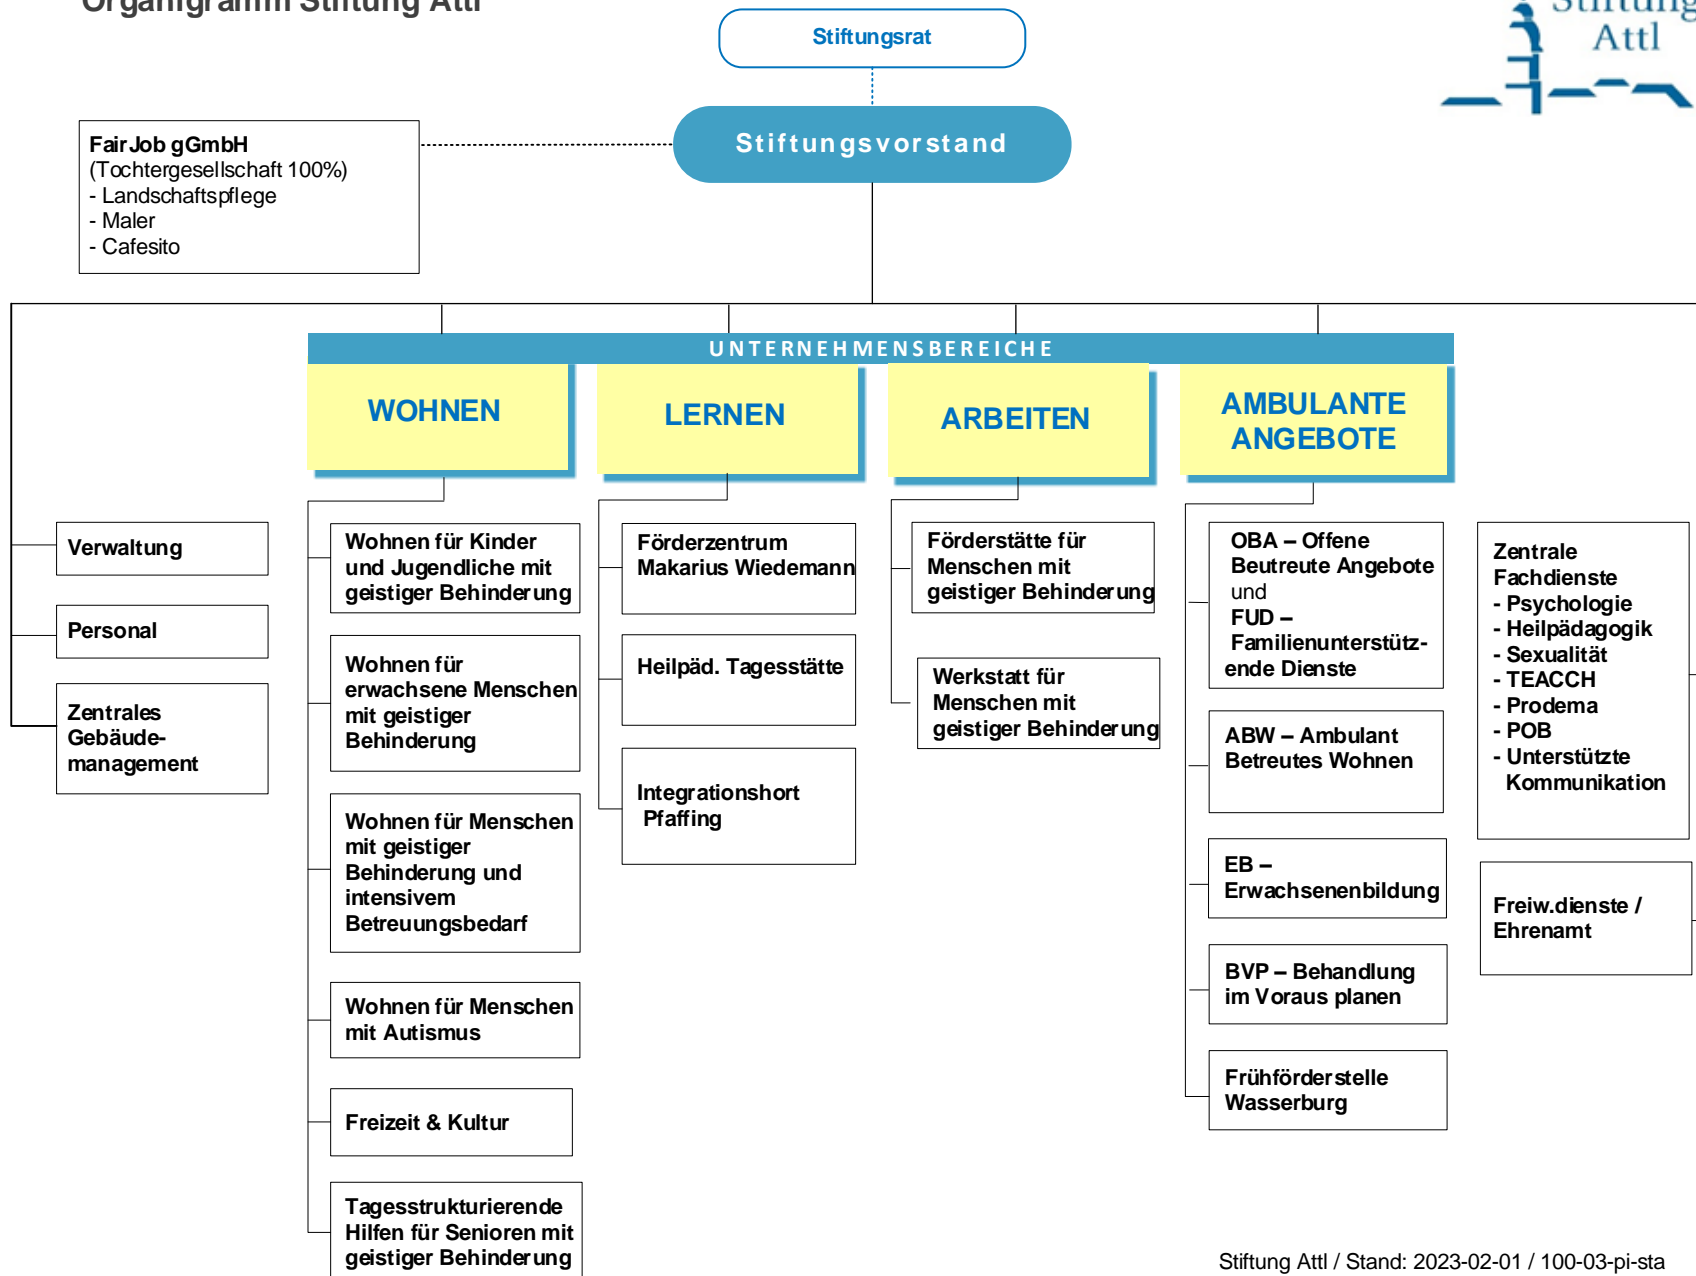 Organigramm Stiftung Attl
Stiftung
Attl
Stiftungsrat
Stiftungsvorstand
FairJob gGmbH
(Tochtergesellschaft 100%)
- Landschaftspflege
- Maler
- Cafesito
UNTERNEHMENSBEREICHE
WOHNEN
LERNEN
ARBEITEN
AMBULANTE
ANGEBOTE
Verwaltung
Personal
Zentrales
Gebäude-
management
Wohnen für Kinder
und Jugendliche mit
geistiger Behinderung
Wohnen für
erwachsene Menschen
mit geistiger
Behinderung
Wohnen für Menschen
mit geistiger
Behinderung und
intensivem
Betreuungsbedarf
Wohnen für Menschen
mit Autismus
Freizeit & Kultur
Tagesstrukturierende
Hilfen für Senioren mit
geistiger Behinderung
Förderzentrum
Makarius Wiedemann
Heilpäd. Tagesstätte
Integrationshort
Pfaffing
Förderstätte für
Menschen mit
geistiger Behinderung
Werkstatt für
Menschen mit
geistiger Behinderung
OBA – Offene
Beutreute Angebote
und
FUD –
Familienunterstütz-
ende Dienste
ABW – Ambulant
Betreutes Wohnen
EB –
Erwachsenenbildung
BVP – Behandlung
im Voraus planen
Frühförderstelle
Wasserburg
Zentrale
Fachdienste
- Psychologie
- Heilpädagogik
- Sexualität
- TEACCH
- Prodema
- POB
- Unterstützte
Kommunikation
Freiw.dienste /
Ehrenamt
Stiftung Attl / Stand: 2023-02-01 / 100-03-pi-sta